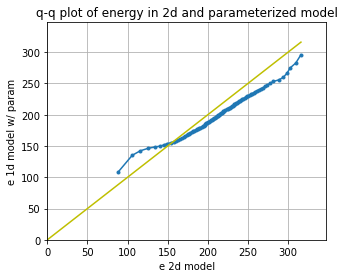 q-q plot of energy in 2d and parameterized model
300
250
200
150
100
50
0
e 1d model w/ param
0 50 100 150 200 250 300
e 2d model